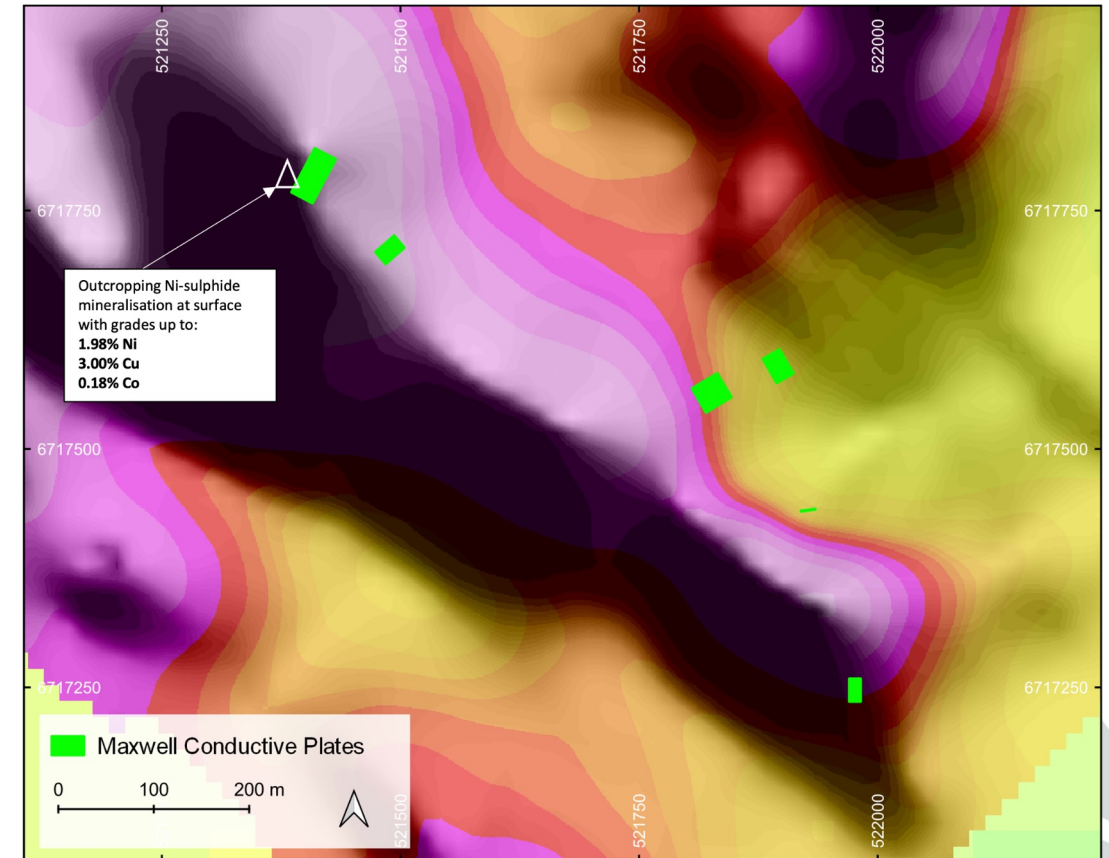 521250
521500
521750
522000
6717750
6717750
Outcropping Ni-sulphide
mineralisation at surface
with grades up to:
1.98% Ni
3.00% Cu
0.18% Co
6717500
6717500
6717250
6717250
Maxwell Conductive Plates
0 100 200 m
521500
521750
522000